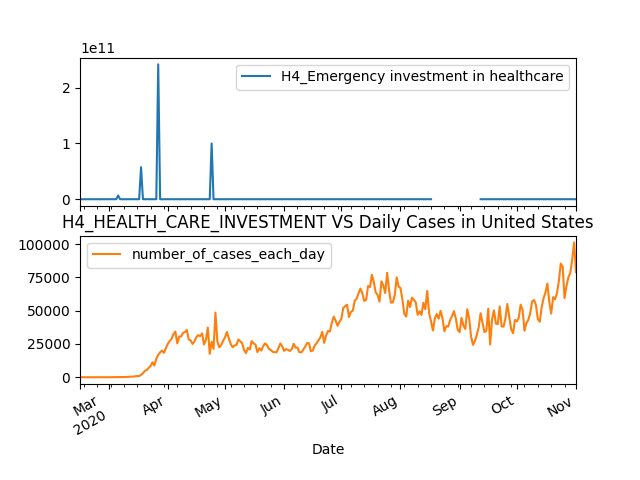 1e11
H4_Emergency investment in healthcare
2
1
0
H4_HEALTH_CARE_INVESTMENT VS Daily Cases in United States
100000
number_of_cases_each_day
75000
50000
25000
0
Mar Apr May Jun Jul Aug Sep Oct Nov
2020
Date